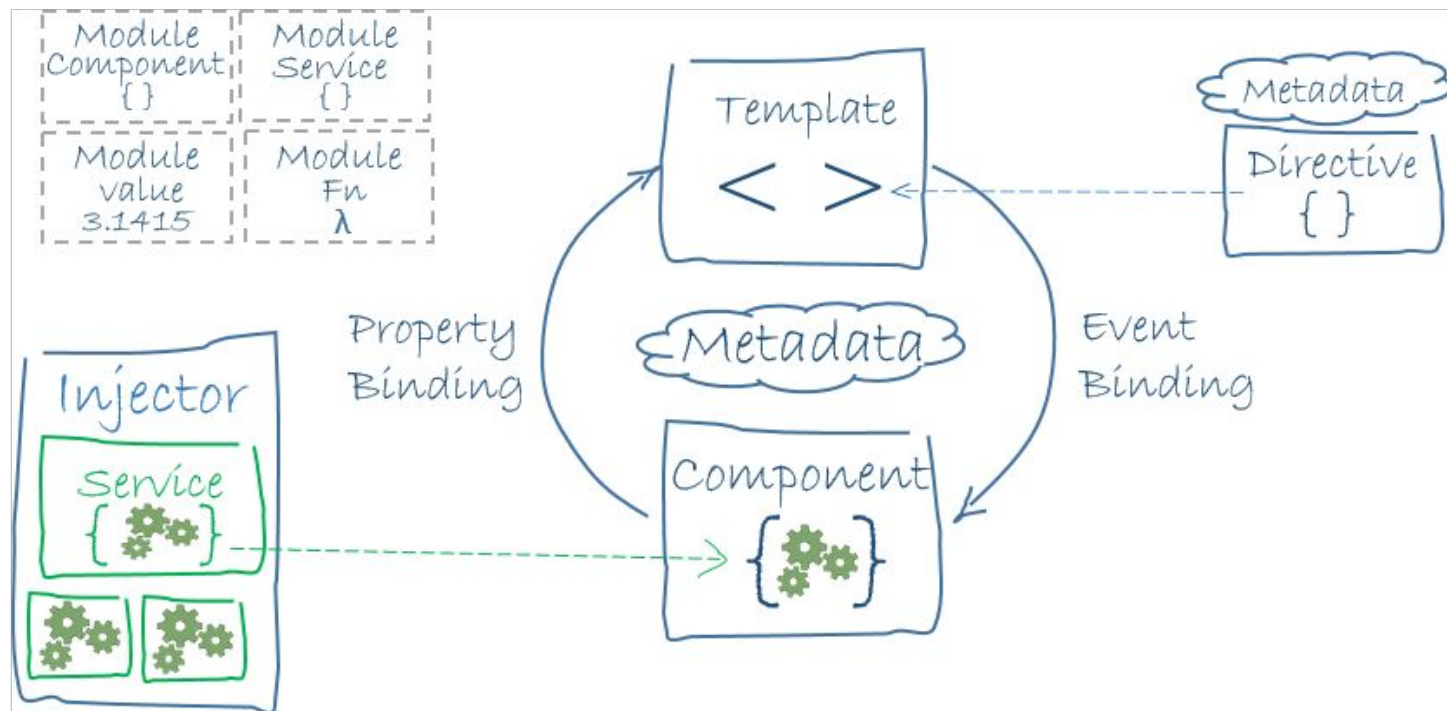 Module
Component
{ }
Module
Service
{ }
Module
value
3.1415
Module
Fn
λ
Template
< >
Metadata
Directive
{ }
Property
Binding
Metadata
Event
Binding
Injector
Service
{ }
Component
{ }